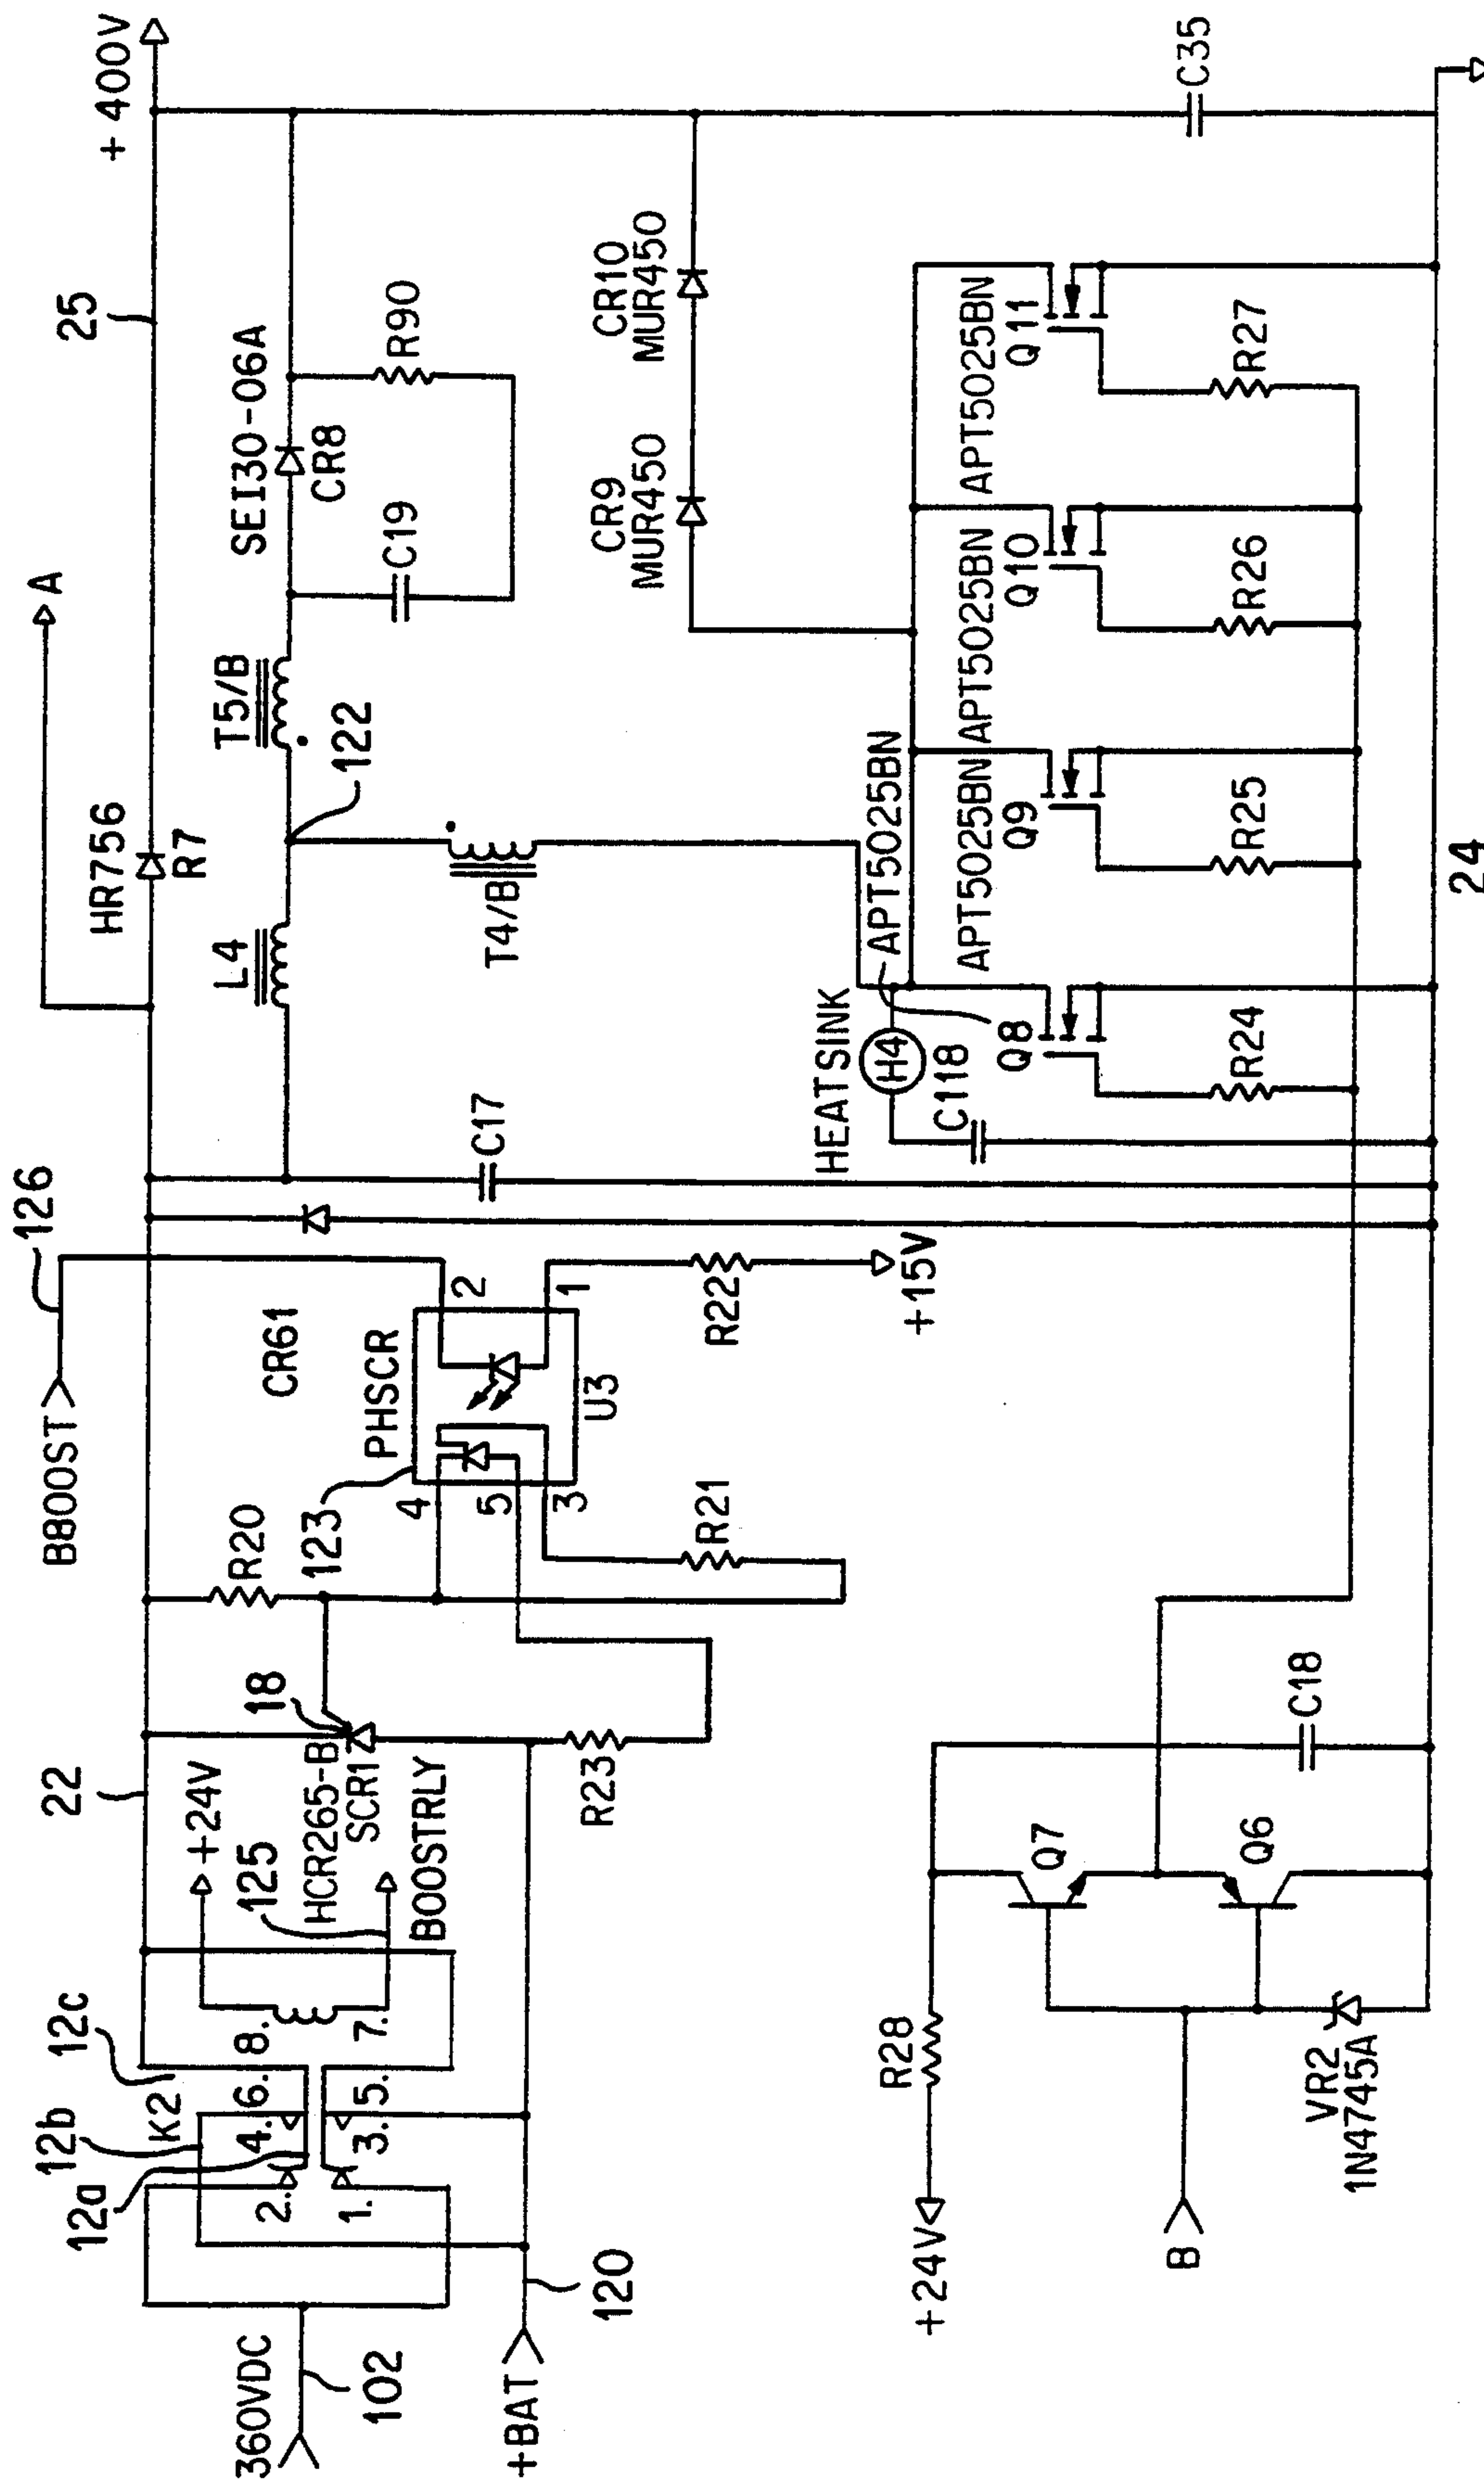 360VDC
102
+BAT
120
12a
12b
12c
K2
2.
4.
6.
8.
1.
3.
5.
7.
22
+24V
125
BOOSTRLY
HCR265-B
SCR1
18
R23
R20
123
4
5
3
R21
PHSCR
U3
2
1
CR61
B800ST
126
R22
+15V
C17
A
HR756
R7
25
+400V
L4
T5/B
122
T4/B
SEI30-06A
CR8
C19
R90
CR9
MUR450
CR10
MUR450
C35
HEATSINK
H4
C118
APT5025BN
Q8
R24
APT5025BN
Q9
R25
APT5025BN
Q10
R26
APT5025BN
Q11
R27
24
+24V
R28
Q7
Q6
C18
B
VR2
1N4745A